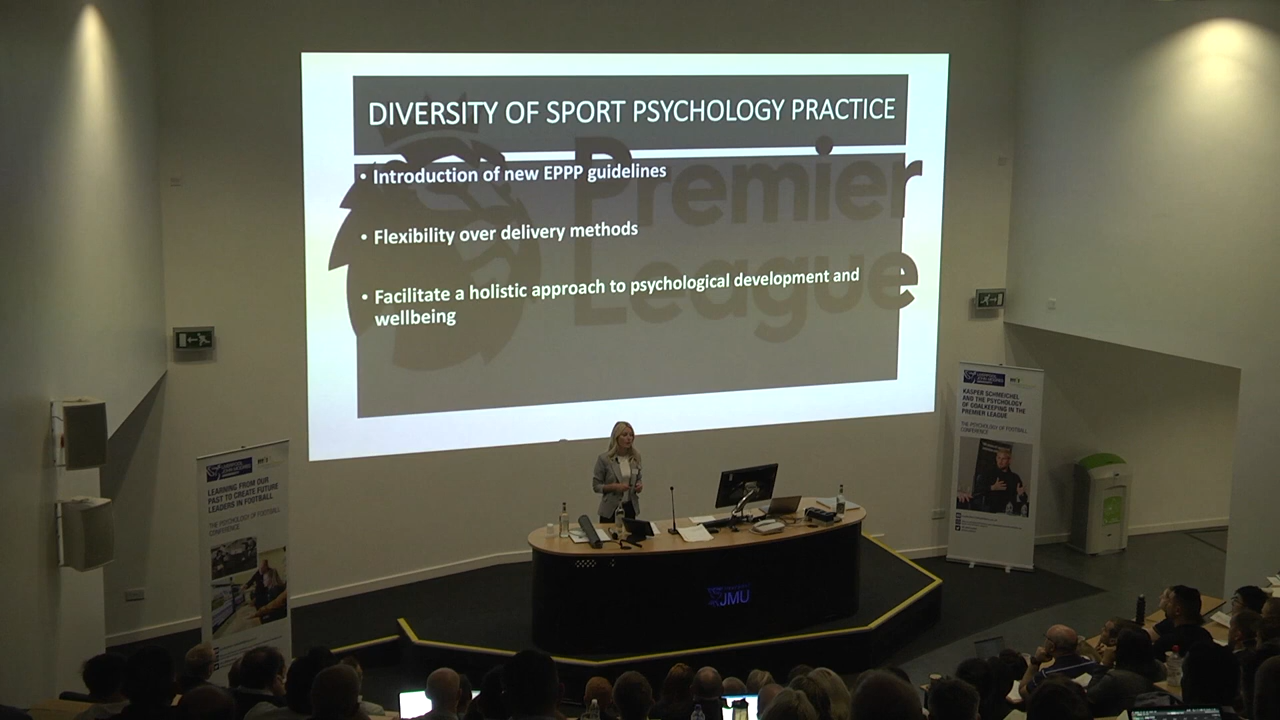 DIVERSITY OF SPORT PSYCHOLOGY PRACTICE
Premier
League
• Introduction of new EPPP guidelines
• Flexibility over delivery methods
• Facilitate a holistic approach to psychological development and
wellbeing
LEARNING FROM OUR
PAST TO CREATE FUTURE
LEADERS IN FOOTBALL
THE PSYCHOLOGY OF FOOTBALL
CONFERENCE
KASPER SCHMEICHEL
AND THE PSYCHOLOGY
OF GOALKEEPING IN THE
PREMIER LEAGUE
THE PSYCHOLOGY OF FOOTBALL
CONFERENCE
JMU